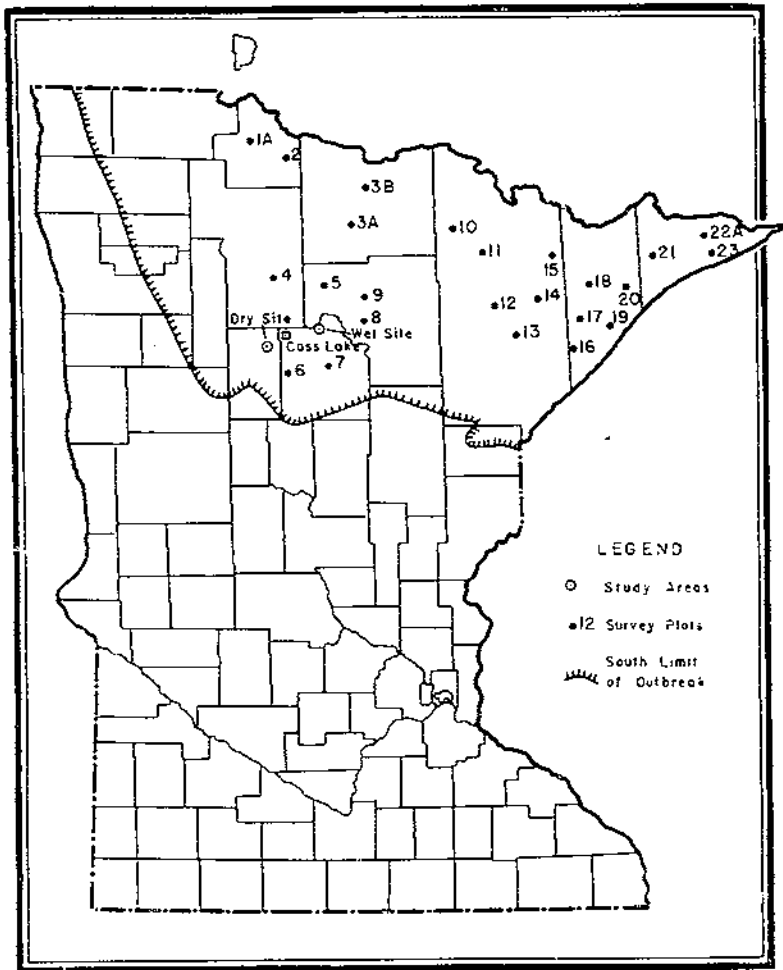 1A
2
3B
3A
10
22A
11
21
23
15
4
5
18
9
14
20
12
Dry Site
8
17
19
Wet Site
13
Cass Lake
16
6
7
LEGEND
Study Areas
12 Survey Plots
South Limit
of Outbreak